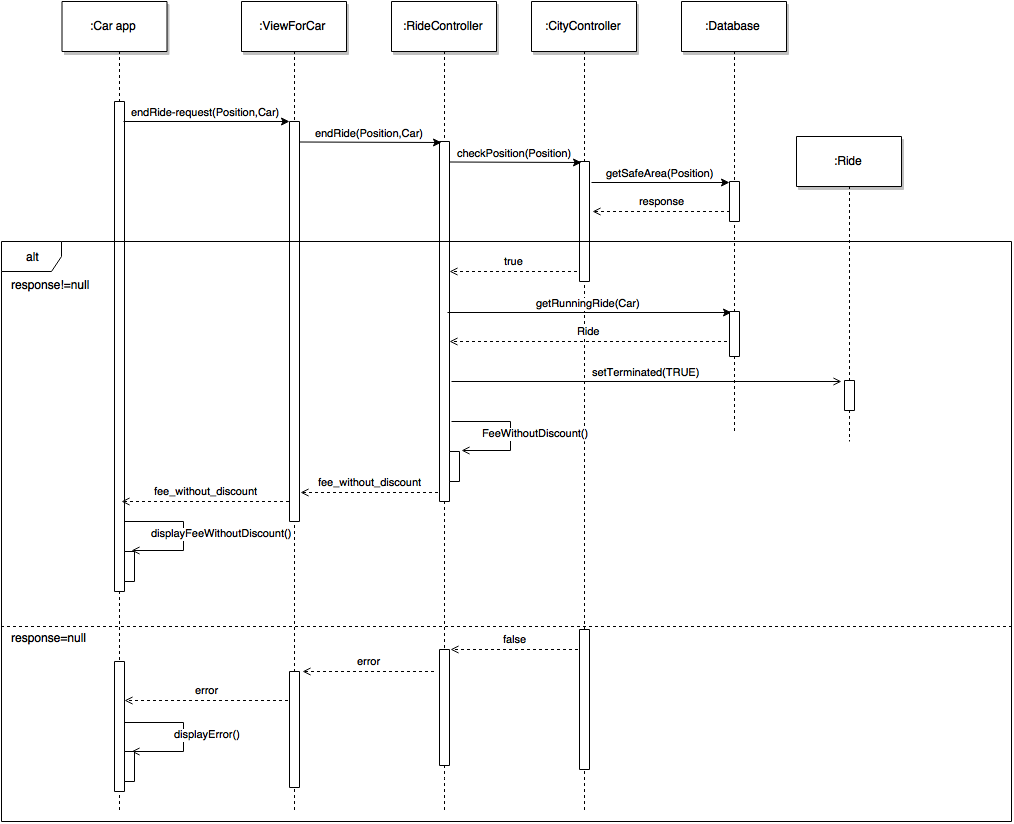 :Car app
:ViewForCar
:RideController
:CityController
:Database
endRide-request(Position,Car)
endRide(Position,Car)
checkPosition(Position)
:Ride
getSafeArea(Position)
response
alt
true
response!=null
getRunningRide(Car)
Ride
setTerminated(TRUE)
FeeWithoutDiscount()
fee_without_discount
fee_without_discount
displayFeeWithoutDiscount()
response=null
false
error
error
displayError()